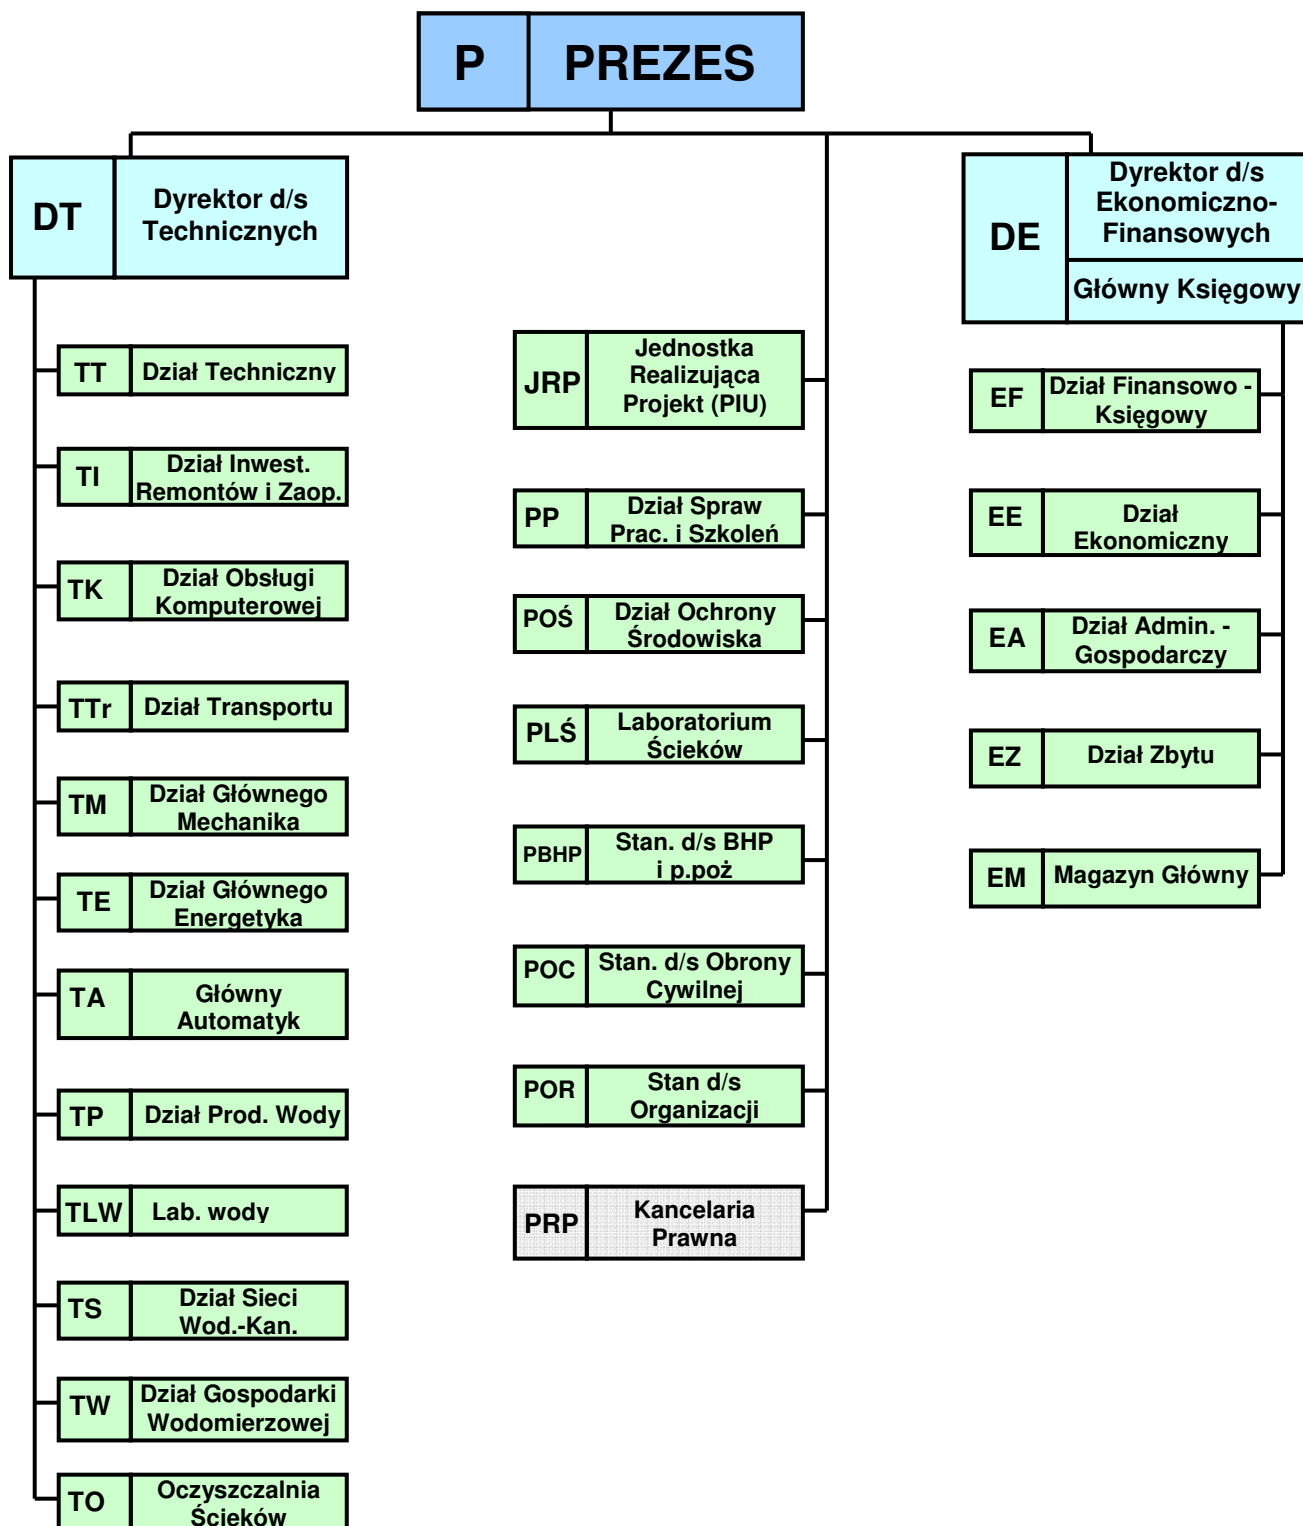 P PREZES
DT
Dyrektor d/s
Technicznych
TT Dział Techniczny
TI
Dział Inwest.
Remontów i Zaop.
TK
Dział Obsługi
Komputerowej
TTr Dział Transportu
TM
Dział Głównego
Mechanika
TE
Dział Głównego
Energetyka
TA
Główny
Automatyk
TP Dział Prod. Wody
TLW Lab. wody
TS
Dział Sieci
Wod.-Kan.
TW
Dział Gospodarki
Wodomierzowej
TO
Oczyszczalnia
Ścieków
JRP
Jednostka
Realizująca
Projekt (PIU)
PP
Dział Spraw
Prac. i Szkoleń
POŚ
Dział Ochrony
Środowiska
PLŚ
Laboratorium
Ścieków
PBHP
Stan. d/s BHP
i p.poż
POC
Stan. d/s Obrony
Cywilnej
POR
Stan d/s
Organizacji
PRP
Kancelaria
Prawna
DE
Dyrektor d/s
Ekonomiczno-
Finansowych
Główny Księgowy
EF
Dział Finansowo -
Księgowy
EE
Dział
Ekonomiczny
EA
Dział Admin. -
Gospodarczy
EZ Dział Zbytu
EM Magazyn Główny